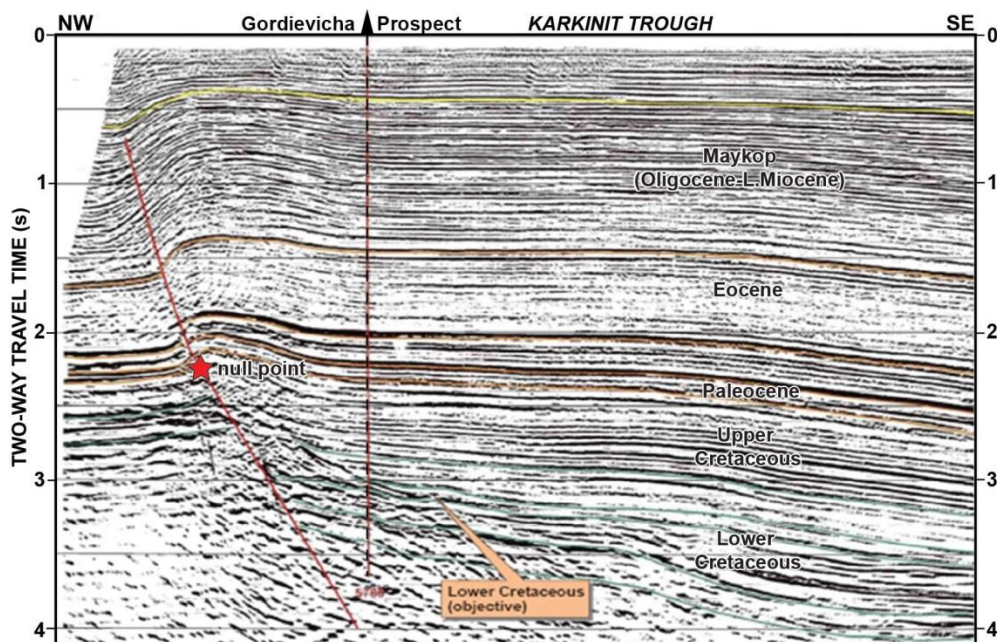 NW Gordievicha Prospect KARKINIT TROUGH SE
0 0
Maykop
(Oligocene-L.Miocene)
1 1
Eocene
TWO-WAY TRAVEL TIME (s)
2 2
null point
Paleocene
Upper
Cretaceous
3 3
Lower
Cretaceous
Lower Cretaceous
(objective)
4 4